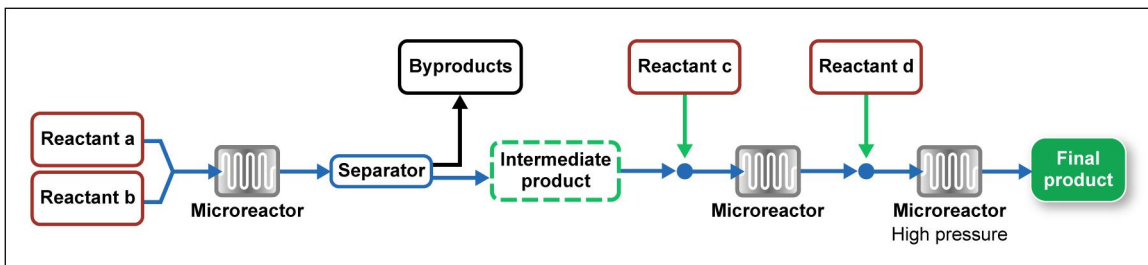 Byproducts
Reactant c
Reactant d
Reactant a
Reactant b
Microreactor
Separator
Intermediate
product
Microreactor
Microreactor
High pressure
Final
product